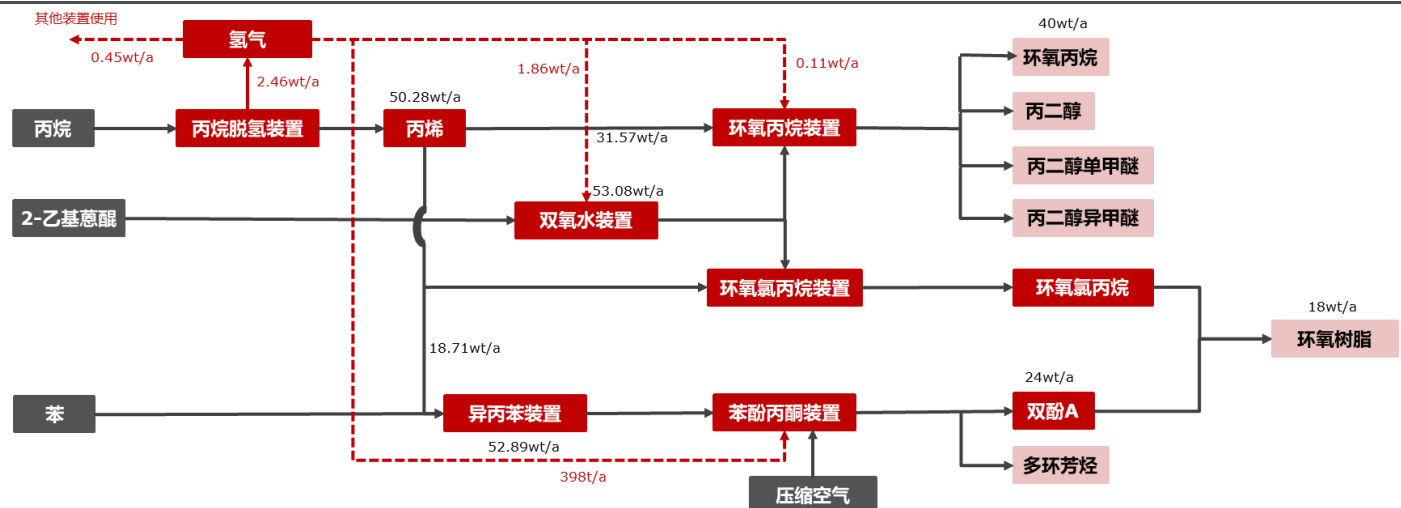 其他装置使用
氢气
40wt/a
0.45wt/a
1.86wt/a
0.11wt/a
环氧丙烷
2.46wt/a
50.28wt/a
丙烷
丙烷脱氢装置
丙烯
31.57wt/a
环氧丙烷装置
丙二醇
丙二醇单甲醚
53.08wt/a
2-乙基蒽醌
双氧水装置
丙二醇异甲醚
环氧氯丙烷装置
环氧氯丙烷
18wt/a
环氧树脂
18.71wt/a
24wt/a
苯
异丙苯装置
苯酚丙酮装置
双酚A
52.89wt/a
398t/a
多环芳烃
压缩空气